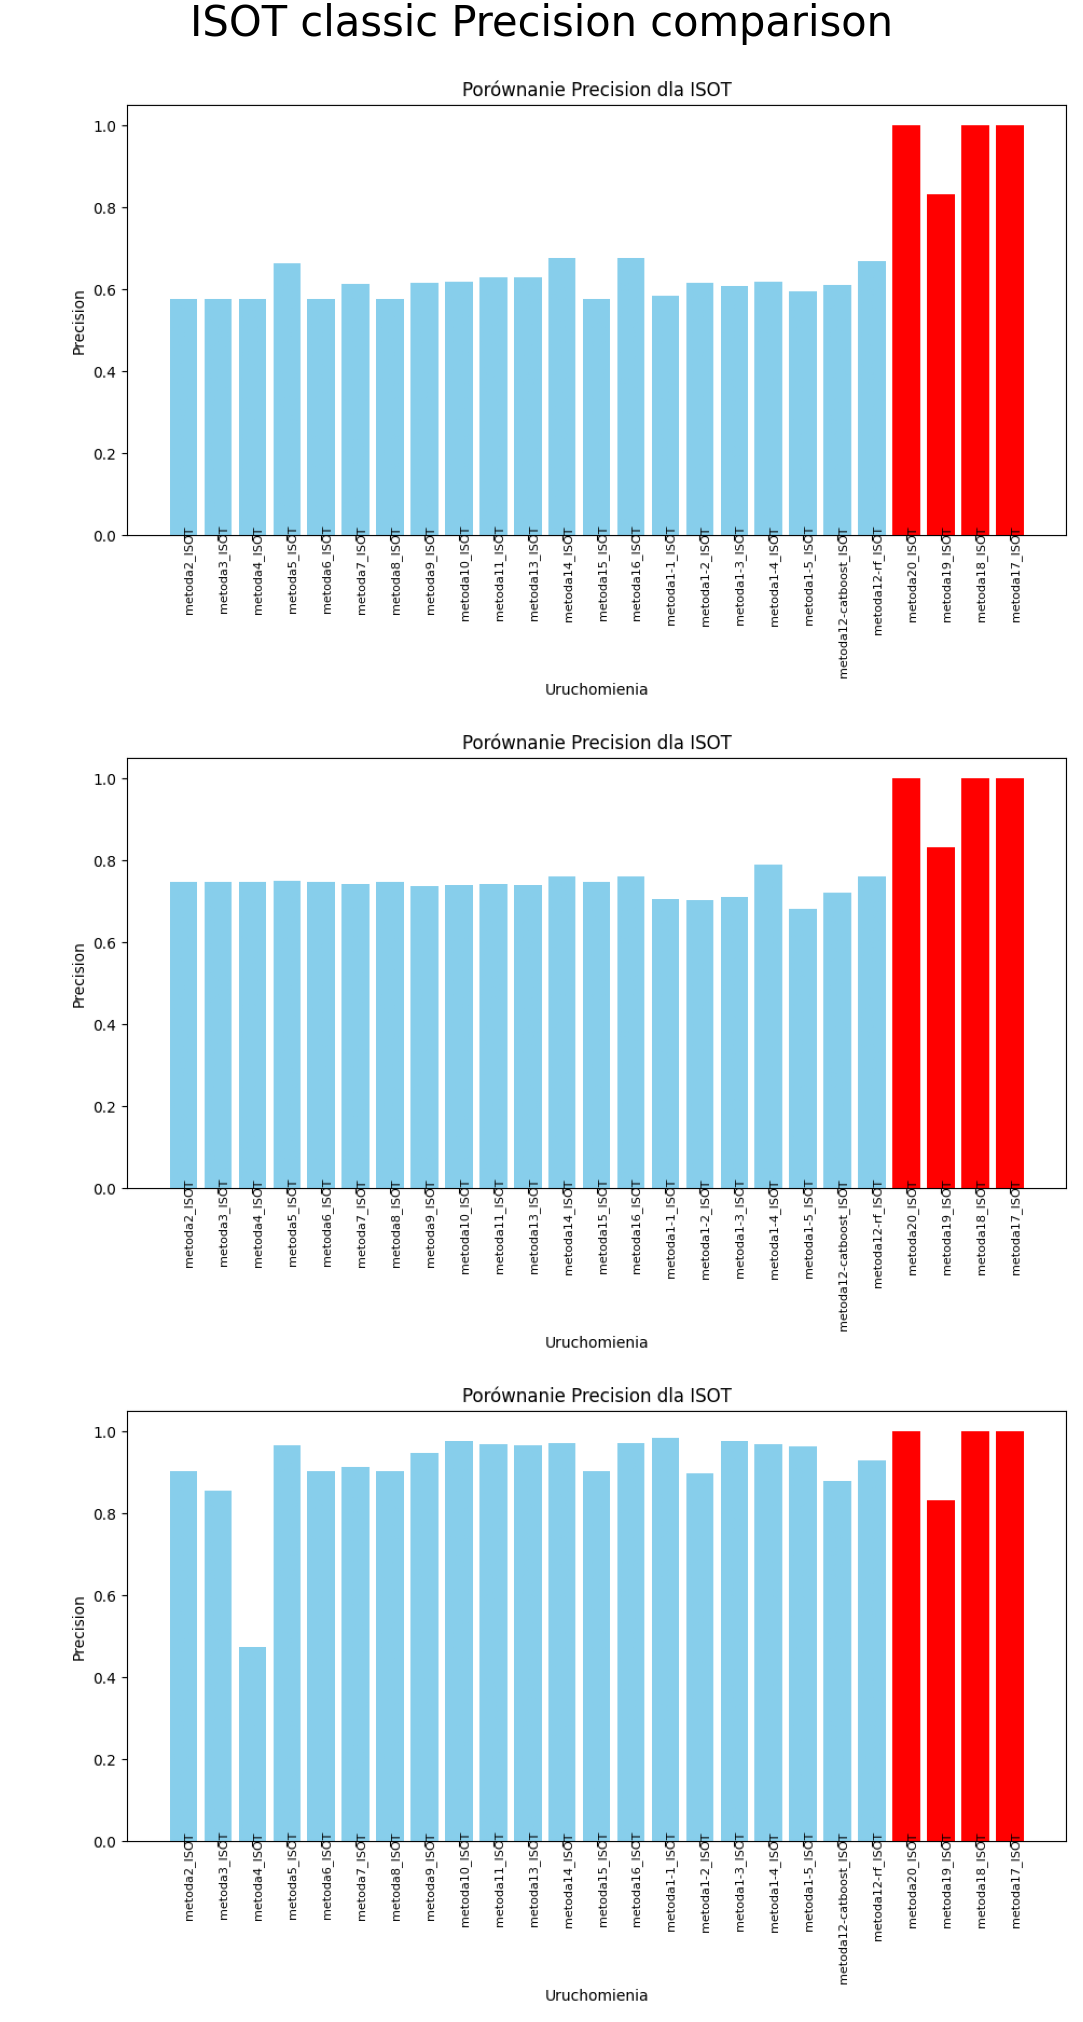 ISOT classic Precision comparison
Porównanie Precision dla ISOT
Precision
1.0
0.8
0.6
0.4
0.2
0.0
metoda2_ISOT
metoda3_ISOT
metoda4_ISOT
metoda5_ISOT
metoda6_ISOT
metoda7_ISOT
metoda8_ISOT
metoda9_ISOT
metoda10_ISOT
metoda11_ISOT
metoda13_ISOT
metoda14_ISOT
metoda15_ISOT
metoda16_ISOT
metoda1-1_ISOT
metoda1-2_ISOT
metoda1-3_ISOT
metoda1-4_ISOT
metoda1-5_ISOT
metoda12-catboost_ISOT
metoda12-rf_ISOT
metoda20_ISOT
metoda19_ISOT
metoda18_ISOT
metoda17_ISOT
Uruchomienia
Porównanie Precision dla ISOT
Precision
1.0
0.8
0.6
0.4
0.2
0.0
metoda2_ISOT
metoda3_ISOT
metoda4_ISOT
metoda5_ISOT
metoda6_ISOT
metoda7_ISOT
metoda8_ISOT
metoda9_ISOT
metoda10_ISOT
metoda11_ISOT
metoda13_ISOT
metoda14_ISOT
metoda15_ISOT
metoda16_ISOT
metoda1-1_ISOT
metoda1-2_ISOT
metoda1-3_ISOT
metoda1-4_ISOT
metoda1-5_ISOT
metoda12-catboost_ISOT
metoda12-rf_ISOT
metoda20_ISOT
metoda19_ISOT
metoda18_ISOT
metoda17_ISOT
Uruchomienia
Porównanie Precision dla ISOT
Precision
1.0
0.8
0.6
0.4
0.2
0.0
metoda2_ISOT
metoda3_ISOT
metoda4_ISOT
metoda5_ISOT
metoda6_ISOT
metoda7_ISOT
metoda8_ISOT
metoda9_ISOT
metoda10_ISOT
metoda11_ISOT
metoda13_ISOT
metoda14_ISOT
metoda15_ISOT
metoda16_ISOT
metoda1-1_ISOT
metoda1-2_ISOT
metoda1-3_ISOT
metoda1-4_ISOT
metoda1-5_ISOT
metoda12-catboost_ISOT
metoda12-rf_ISOT
metoda20_ISOT
metoda19_ISOT
metoda18_ISOT
metoda17_ISOT
Uruchomienia